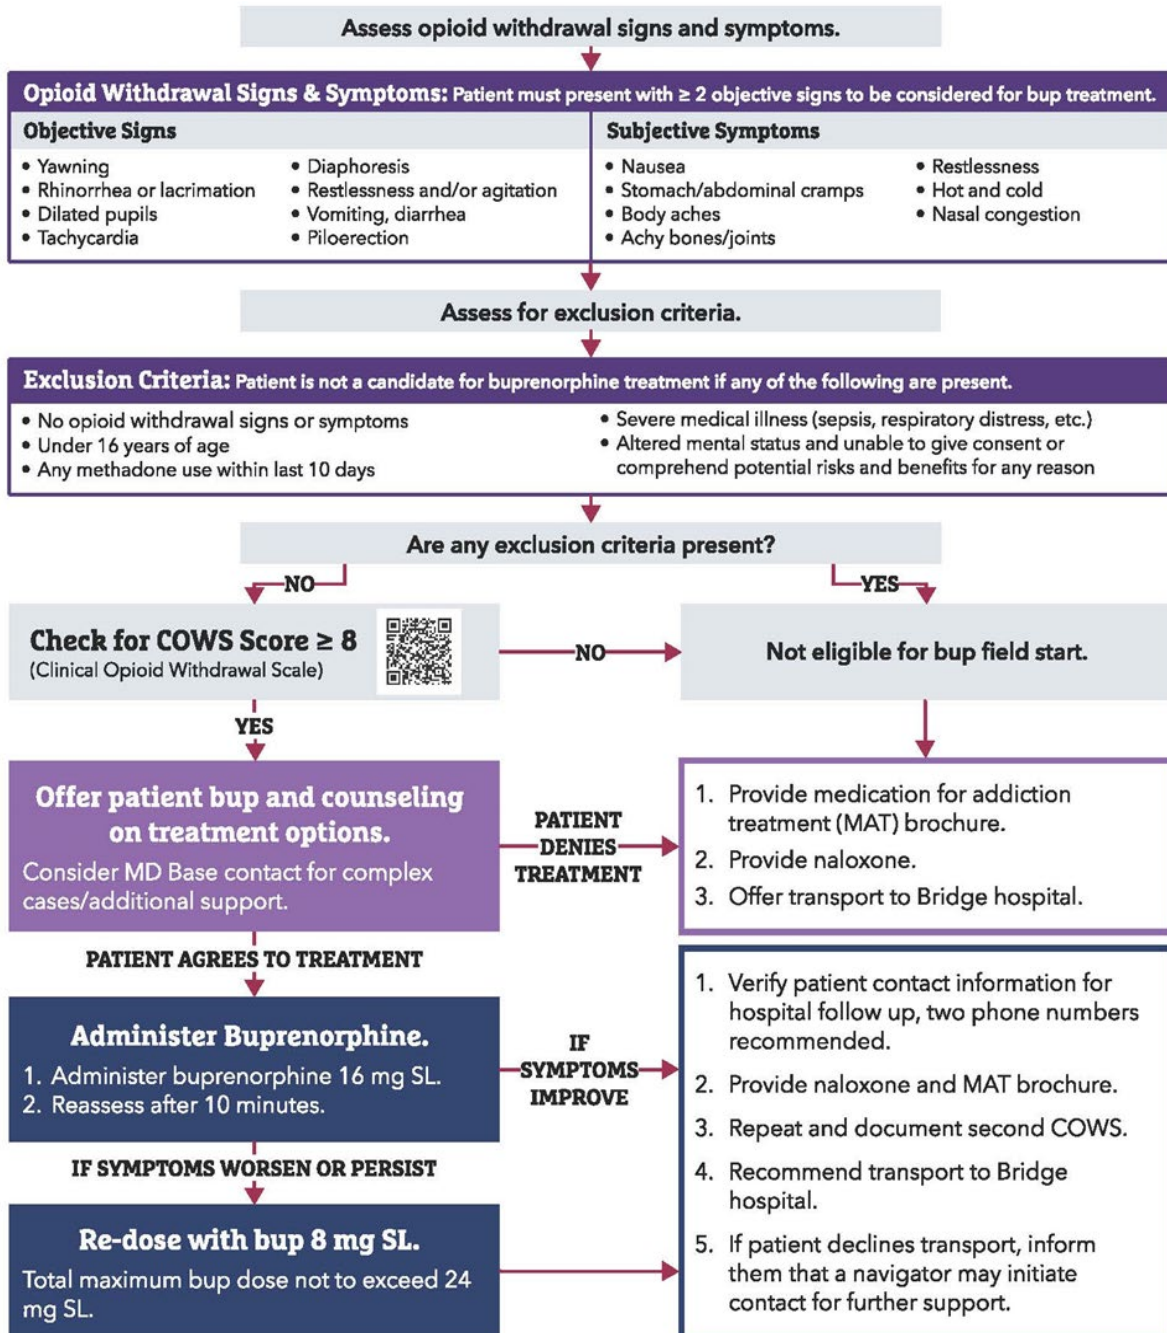 Assess opioid withdrawal signs and symptoms.
Opioid Withdrawal Signs & Symptoms: Patient must present with ≥ 2 objective signs to be considered for bup treatment.
Objective Signs
• Yawning
• Rhinorrhea or lacrimation
• Dilated pupils
• Tachycardia
• Diaphoresis
• Restlessness and/or agitation
• Vomiting, diarrhea
• Piloerection
Subjective Symptoms
• Nausea
• Stomach/abdominal cramps
• Body aches
• Achy bones/joints
• Restlessness
• Hot and cold
• Nasal congestion
Assess for exclusion criteria.
Exclusion Criteria: Patient is not a candidate for buprenorphine treatment if any of the following are present.
• No opioid withdrawal signs or symptoms
• Under 16 years of age
• Any methadone use within last 10 days
• Severe medical illness (sepsis, respiratory distress, etc.)
• Altered mental status and unable to give consent or
comprehend potential risks and benefits for any reason
Are any exclusion criteria present?
NO
YES
Check for COWS Score ≥ 8
(Clinical Opioid Withdrawal Scale)
NO
Not eligible for bup field start.
YES
Offer patient bup and counseling
on treatment options.
Consider MD Base contact for complex
cases/additional support.
PATIENT
DENIES
TREATMENT
1. Provide medication for addiction
treatment (MAT) brochure.
2. Provide naloxone.
3. Offer transport to Bridge hospital.
PATIENT AGREES TO TREATMENT
Administer Buprenorphine.
1. Administer buprenorphine 16 mg SL.
2. Reassess after 10 minutes.
IF
SYMPTOMS
IMPROVE
1. Verify patient contact information for
hospital follow up, two phone numbers
recommended.
2. Provide naloxone and MAT brochure.
3. Repeat and document second COWS.
4. Recommend transport to Bridge
hospital.
5. If patient declines transport, inform
them that a navigator may initiate
contact for further support.
IF SYMPTOMS WORSEN OR PERSIST
Re-dose with bup 8 mg SL.
Total maximum bup dose not to exceed 24
mg SL.